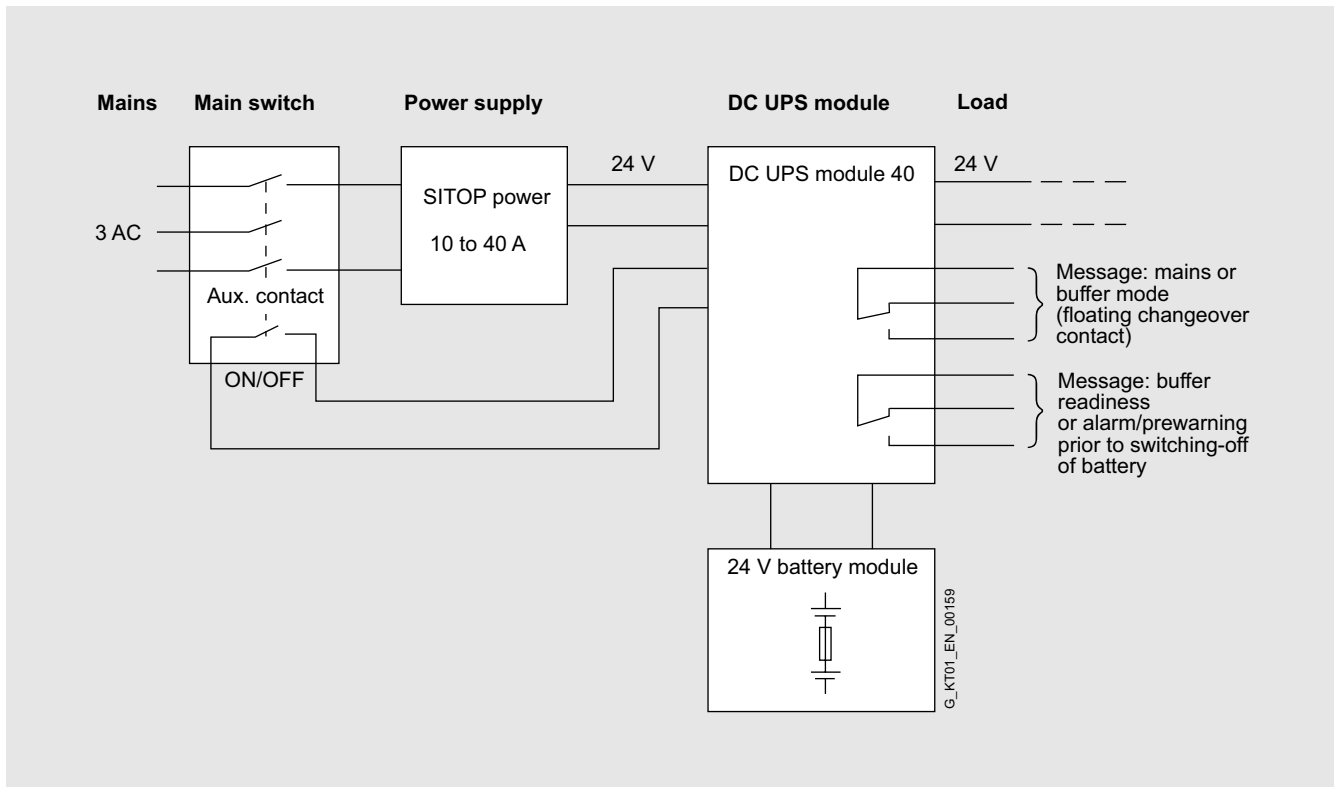 Mains
Main switch
Power supply
DC UPS module
Load
24 V
DC UPS module 40
24 V
SITOP power
10 to 40 A
3 AC
Aux. contact
ON/OFF
Message: mains or
buffer mode
(floating changeover
contact)
Message: buffer
readiness
or alarm/prewarning
prior to switching-off
of battery
24 V battery module
G_KT01_EN_00159